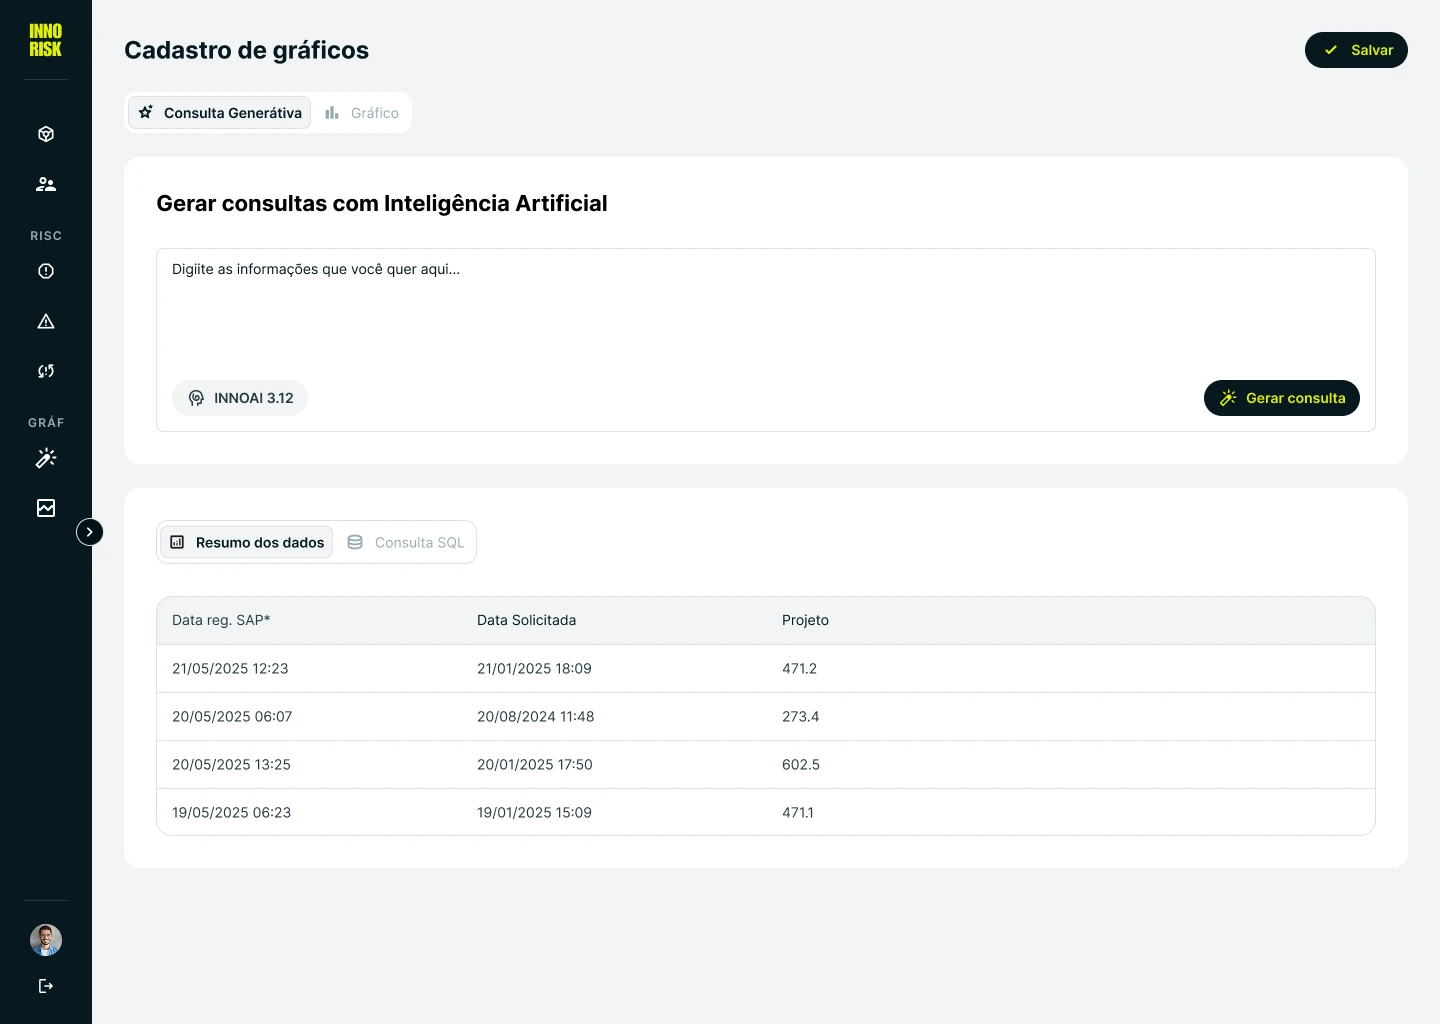 INNO
RISK
RISC
GRÁF
Cadastro de gráficos
Salvar
Consulta Generátiva
Gráfico
Gerar consultas com Inteligência Artificial
Digiite as informações que você quer aqui...
INNOAI 3.12
Gerar consulta
Resumo dos dados
Consulta SQL
Data reg. SAP* Data Solicitada Projeto
21/05/2025 12:23 21/01/2025 18:09 471.2
20/05/2025 06:07 20/08/2024 11:48 273.4
20/05/2025 13:25 20/01/2025 17:50 602.5
19/05/2025 06:23 19/01/2025 15:09 471.1